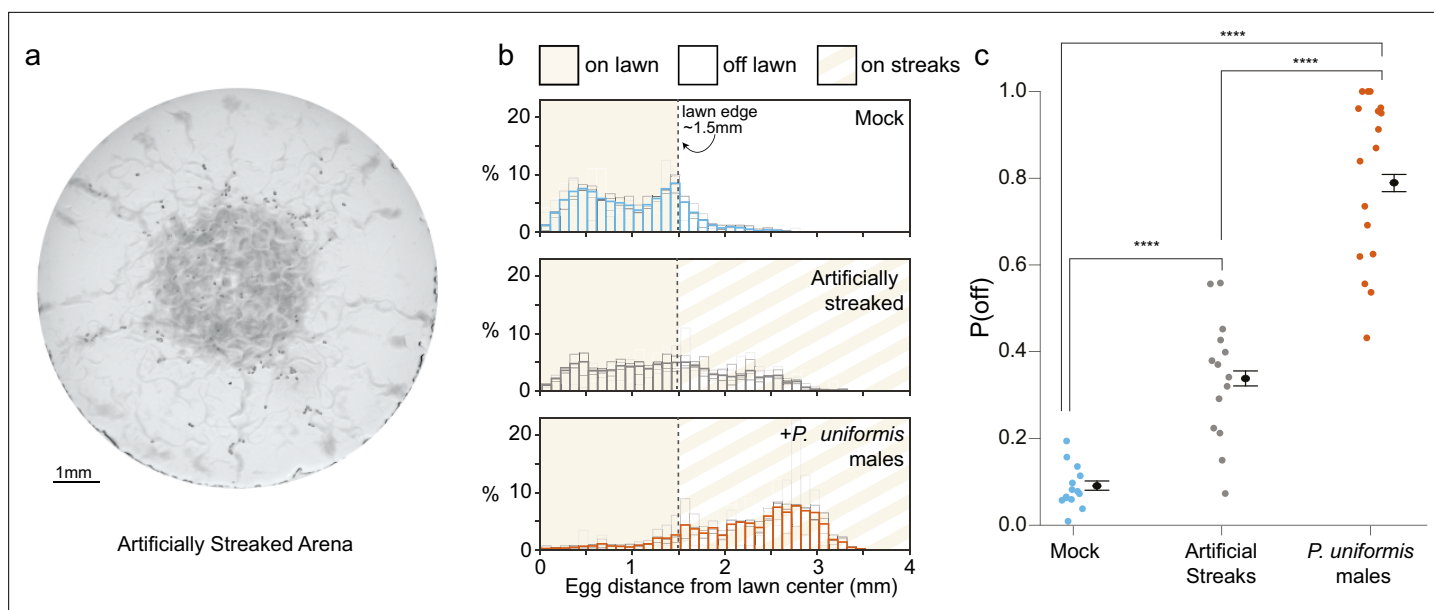 a
1mm
Artificially Streaked Arena
b
on lawn
off lawn
on streaks
20
10
0
%
lawn edge
~1.5mm
Mock
20
10
0
%
Artificially
streaked
20
10
0
%
+P. uniformis
males
0
1
2
3
4
Egg distance from lawn center (mm)
c
****
****
****
1.0
0.8
0.6
0.4
0.2
0.0
P(off)
Mock
Artificial
Streaks
P. uniformis
males